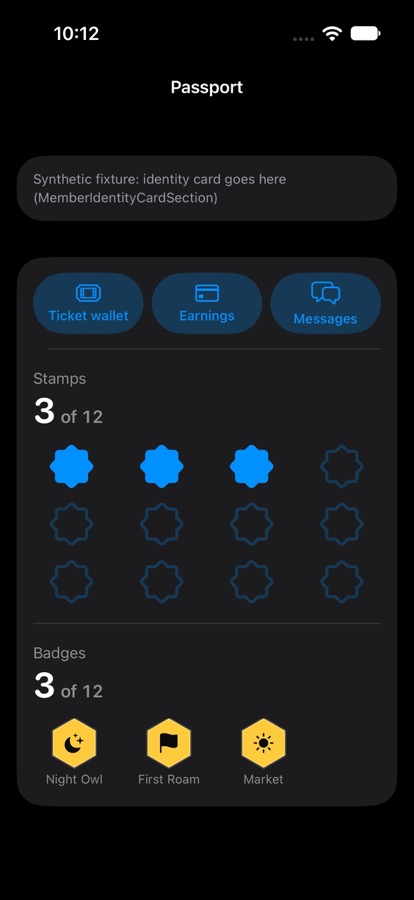 10:12
Passport
Synthetic fixture: identity card goes here
(MemberIdentityCardSection)
Ticket wallet
Earnings
Messages
Stamps
3 of 12
Badges
3 of 12
Night Owl
First Roam
Market